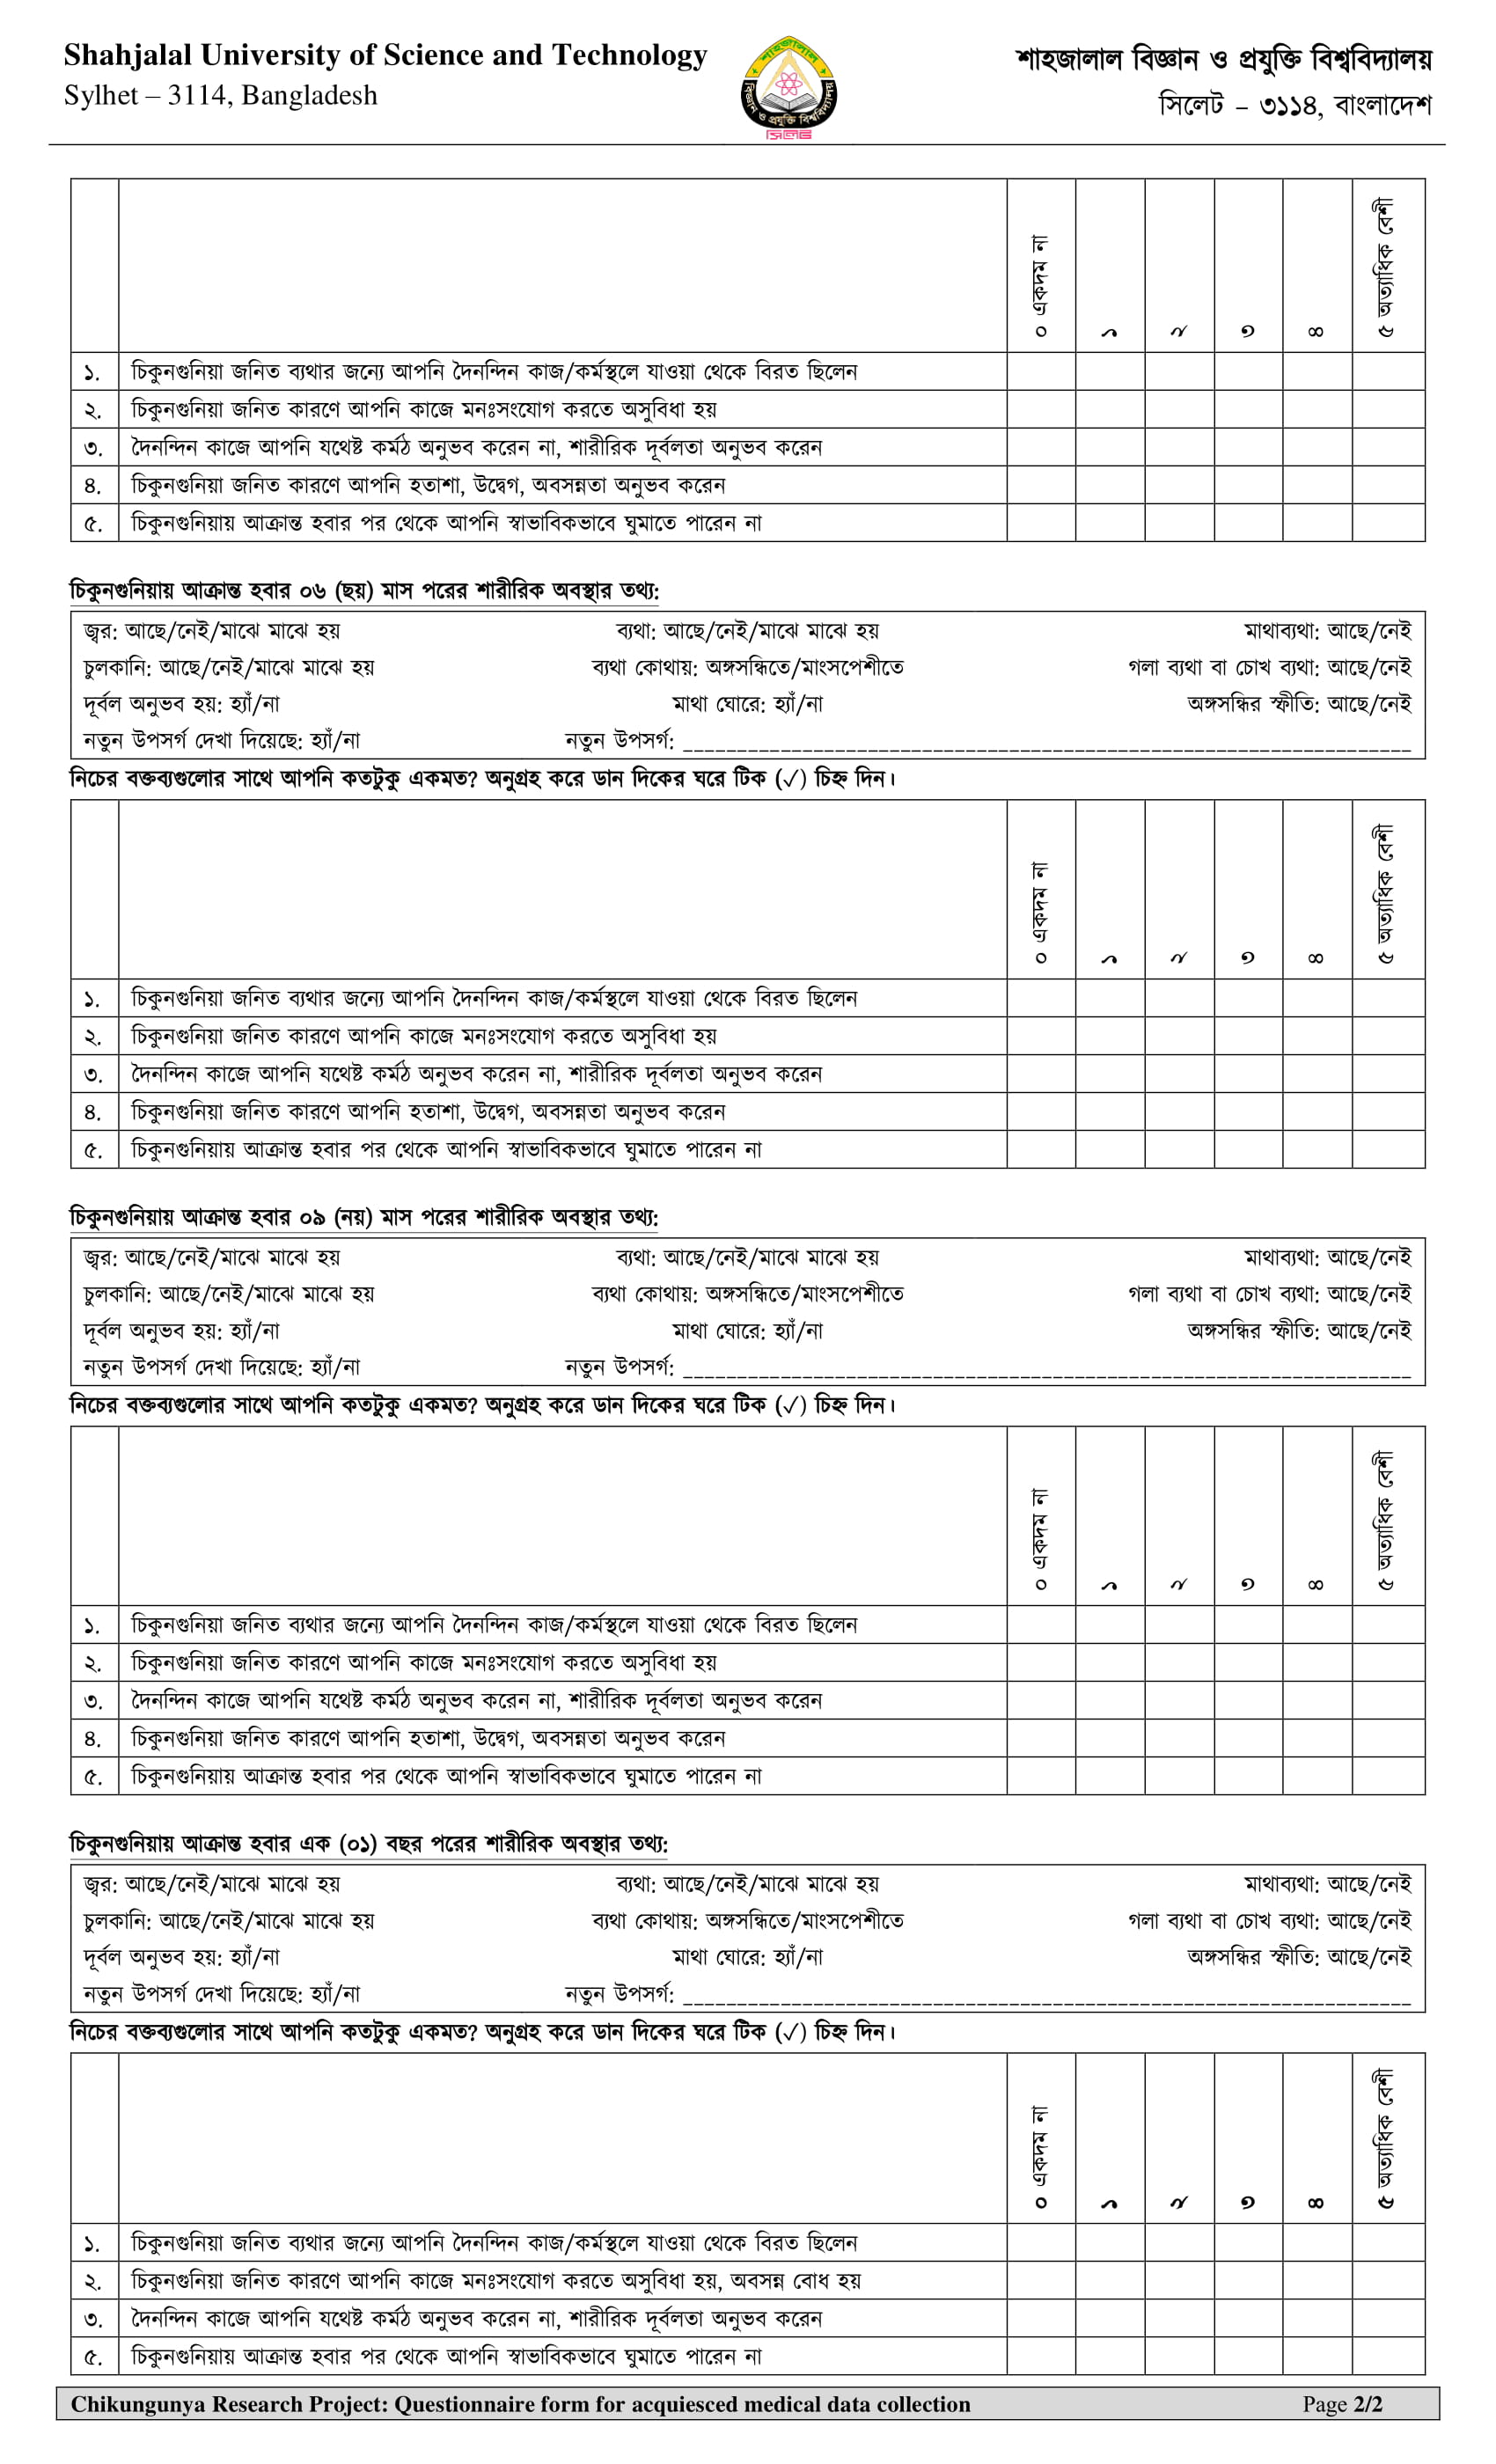 Shahjalal University of Science and Technology
Sylhet – 3114, Bangladesh
শাহজালাল বিজ্ঞান ও প্রযুক্তি বিশ্ববিদ্যালয়
সিলেট – ৩১১৪, বাংলাদেশ
শাহজালাল
বিজ্ঞান ও প্রযুক্তি বিশ্ববিদ্যালয়
সিলেট
০ একদম না ১ ২ ৩ ৪ ৫ অত্যাধিক বেশী
১. চিকুনগুনিয়া জনিত ব্যথার জন্যে আপনি দৈনন্দিন কাজ/কর্মস্থলে যাওয়া থেকে বিরত ছিলেন
২. চিকুনগুনিয়া জনিত কারণে আপনি কাজে মনঃসংযোগ করতে অসুবিধা হয়
৩. দৈনন্দিন কাজে আপনি যথেষ্ট কর্মঠ অনুভব করেন না, শারীরিক দূর্বলতা অনুভব করেন
৪. চিকুনগুনিয়া জনিত কারণে আপনি হতাশা, উদ্বেগ, অবসন্নতা অনুভব করেন
৫. চিকুনগুনিয়ায় আক্রান্ত হবার পর থেকে আপনি স্বাভাবিকভাবে ঘুমাতে পারেন না
চিকুনগুনিয়ায় আক্রান্ত হবার ০৬ (ছয়) মাস পরের শারীরিক অবস্থার তথ্য:
জ্বর: আছে/নেই/মাঝে মাঝে হয় ব্যথা: আছে/নেই/মাঝে মাঝে হয় মাথাব্যথা: আছে/নেই
চুলকানি: আছে/নেই/মাঝে মাঝে হয় ব্যথা কোথায়: অঙ্গসন্ধিতে/মাংসপেশীতে গলা ব্যথা বা চোখ ব্যথা: আছে/নেই
দূর্বল অনুভব হয়: হ্যাঁ/না মাথা ঘোরে: হ্যাঁ/না অঙ্গসন্ধির স্ফীতি: আছে/নেই
নতুন উপসর্গ দেখা দিয়েছে: হ্যাঁ/না নতুন উপসর্গ: ____________________
নিচের বক্তব্যগুলোর সাথে আপনি কতটুকু একমত? অনুগ্রহ করে ডান দিকের ঘরে টিক (✓) চিহ্ন দিন।
০ একদম না ১ ২ ৩ ৪ ৫ অত্যাধিক বেশী
১. চিকুনগুনিয়া জনিত ব্যথার জন্যে আপনি দৈনন্দিন কাজ/কর্মস্থলে যাওয়া থেকে বিরত ছিলেন
২. চিকুনগুনিয়া জনিত কারণে আপনি কাজে মনঃসংযোগ করতে অসুবিধা হয়
৩. দৈনন্দিন কাজে আপনি যথেষ্ট কর্মঠ অনুভব করেন না, শারীরিক দূর্বলতা অনুভব করেন
৪. চিকুনগুনিয়া জনিত কারণে আপনি হতাশা, উদ্বেগ, অবসন্নতা অনুভব করেন
৫. চিকুনগুনিয়ায় আক্রান্ত হবার পর থেকে আপনি স্বাভাবিকভাবে ঘুমাতে পারেন না
চিকুনগুনিয়ায় আক্রান্ত হবার ০৯ (নয়) মাস পরের শারীরিক অবস্থার তথ্য:
জ্বর: আছে/নেই/মাঝে মাঝে হয় ব্যথা: আছে/নেই/মাঝে মাঝে হয় মাথাব্যথা: আছে/নেই
চুলকানি: আছে/নেই/মাঝে মাঝে হয় ব্যথা কোথায়: অঙ্গসন্ধিতে/মাংসপেশীতে গলা ব্যথা বা চোখ ব্যথা: আছে/নেই
দূর্বল অনুভব হয়: হ্যাঁ/না মাথা ঘোরে: হ্যাঁ/না অঙ্গসন্ধির স্ফীতি: আছে/নেই
নতুন উপসর্গ দেখা দিয়েছে: হ্যাঁ/না নতুন উপসর্গ: ____________________
নিচের বক্তব্যগুলোর সাথে আপনি কতটুকু একমত? অনুগ্রহ করে ডান দিকের ঘরে টিক (✓) চিহ্ন দিন।
০ একদম না ১ ২ ৩ ৪ ৫ অত্যাধিক বেশী
১. চিকুনগুনিয়া জনিত ব্যথার জন্যে আপনি দৈনন্দিন কাজ/কর্মস্থলে যাওয়া থেকে বিরত ছিলেন
২. চিকুনগুনিয়া জনিত কারণে আপনি কাজে মনঃসংযোগ করতে অসুবিধা হয়
৩. দৈনন্দিন কাজে আপনি যথেষ্ট কর্মঠ অনুভব করেন না, শারীরিক দূর্বলতা অনুভব করেন
৪. চিকুনগুনিয়া জনিত কারণে আপনি হতাশা, উদ্বেগ, অবসন্নতা অনুভব করেন
৫. চিকুনগুনিয়ায় আক্রান্ত হবার পর থেকে আপনি স্বাভাবিকভাবে ঘুমাতে পারেন না
চিকুনগুনিয়ায় আক্রান্ত হবার এক (০১) বছর পরের শারীরিক অবস্থার তথ্য:
জ্বর: আছে/নেই/মাঝে মাঝে হয় ব্যথা: আছে/নেই/মাঝে মাঝে হয় মাথাব্যথা: আছে/নেই
চুলকানি: আছে/নেই/মাঝে মাঝে হয় ব্যথা কোথায়: অঙ্গসন্ধিতে/মাংসপেশীতে গলা ব্যথা বা চোখ ব্যথা: আছে/নেই
দূর্বল অনুভব হয়: হ্যাঁ/না মাথা ঘোরে: হ্যাঁ/না অঙ্গসন্ধির স্ফীতি: আছে/নেই
নতুন উপসর্গ দেখা দিয়েছে: হ্যাঁ/না নতুন উপসর্গ: ____________________
নিচের বক্তব্যগুলোর সাথে আপনি কতটুকু একমত? অনুগ্রহ করে ডান দিকের ঘরে টিক (✓) চিহ্ন দিন।
০ একদম না ১ ২ ৩ ৪ ৫ অত্যাধিক বেশী
১. চিকুনগুনিয়া জনিত ব্যথার জন্যে আপনি দৈনন্দিন কাজ/কর্মস্থলে যাওয়া থেকে বিরত ছিলেন
২. চিকুনগুনিয়া জনিত কারণে আপনি কাজে মনঃসংযোগ করতে অসুবিধা হয়, অবসন্ন বোধ হয়
৩. দৈনন্দিন কাজে আপনি যথেষ্ট কর্মঠ অনুভব করেন না, শারীরিক দূর্বলতা অনুভব করেন
৫. চিকুনগুনিয়ায় আক্রান্ত হবার পর থেকে আপনি স্বাভাবিকভাবে ঘুমাতে পারেন না
Chikungunya Research Project: Questionnaire form for acquiesced medical data collection Page 2/2